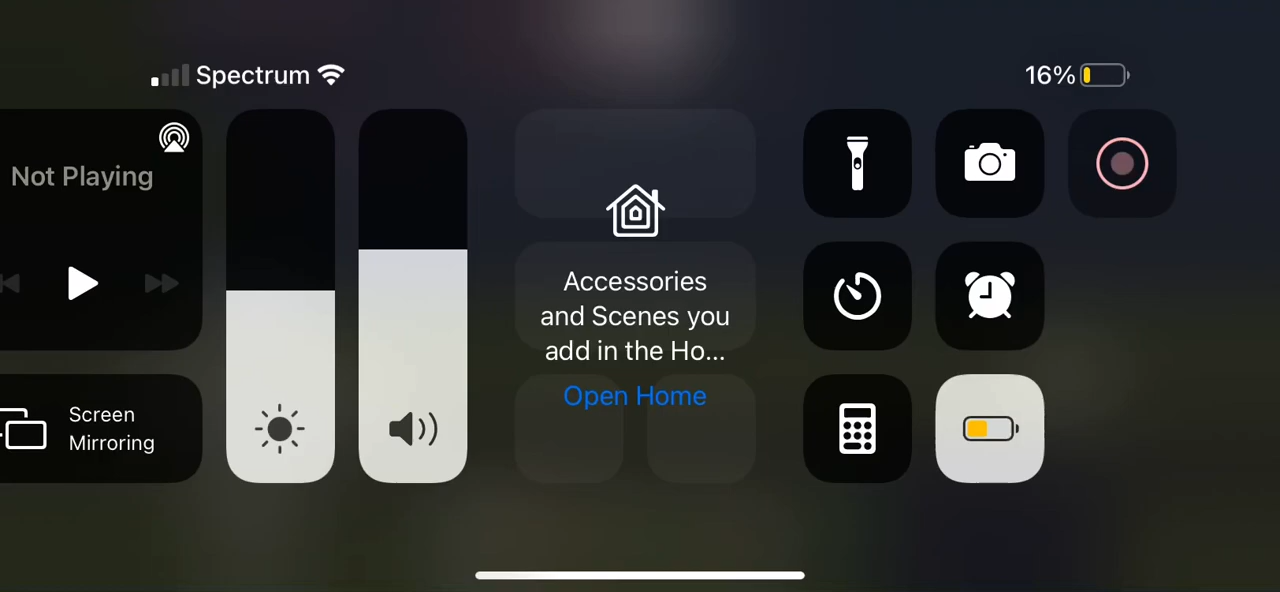 Spectrum
16%
Not Playing
Accessories
and Scenes you
add in the Ho...
Open Home
Screen
Mirroring